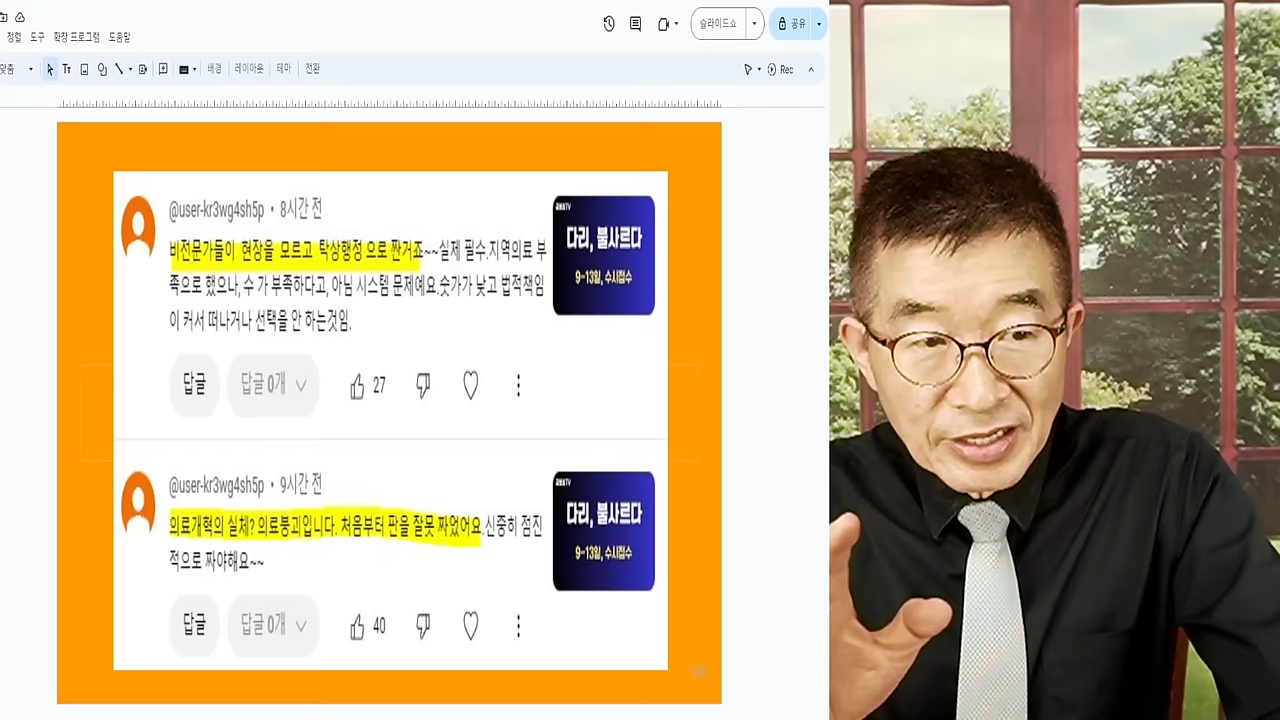 정렬 도구 확장 프로그램 도움말
슬라이드쇼
공유
맞춤
배경 레이아웃 테마 전환
Rec
@user-kr3wg4sh5p • 8시간 전
비전문가들이 현장을 모르고 탁상행정 으로 짠거죠~~실제 필수.지역의료 부
족으로 했으나, 수 가 부족하다고, 아님 시스템 문제예요.숫가가 낮고 법적책임
이 커서 떠나거나 선택을 안 하는것임.
다리, 불사르다
9~13일, 수시접수
답글
답글 0개
27
@user-kr3wg4sh5p • 9시간 전
의료개혁의 실체? 의료붕괴입니다. 처음부터 판을 잘못 짜었어요.신중히 점진
적으로 짜야해요~~
다리, 불사르다
9~13일, 수시접수
답글
답글 0개
40